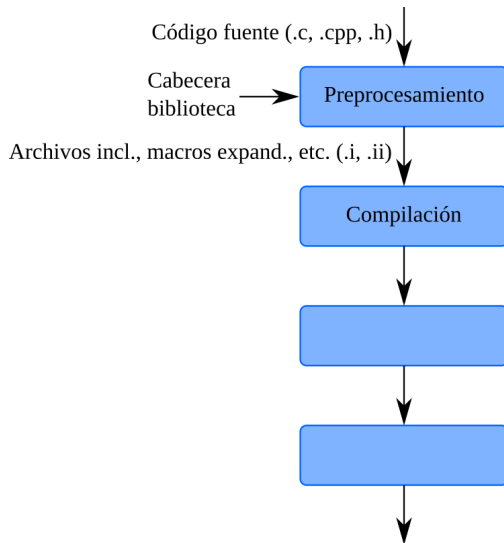 Código fuente (.c, .cpp, .h)
Cabecera
biblioteca
Preprocesamiento
Archivos incl., macros expand., etc. (.i, .ii)
Compilación